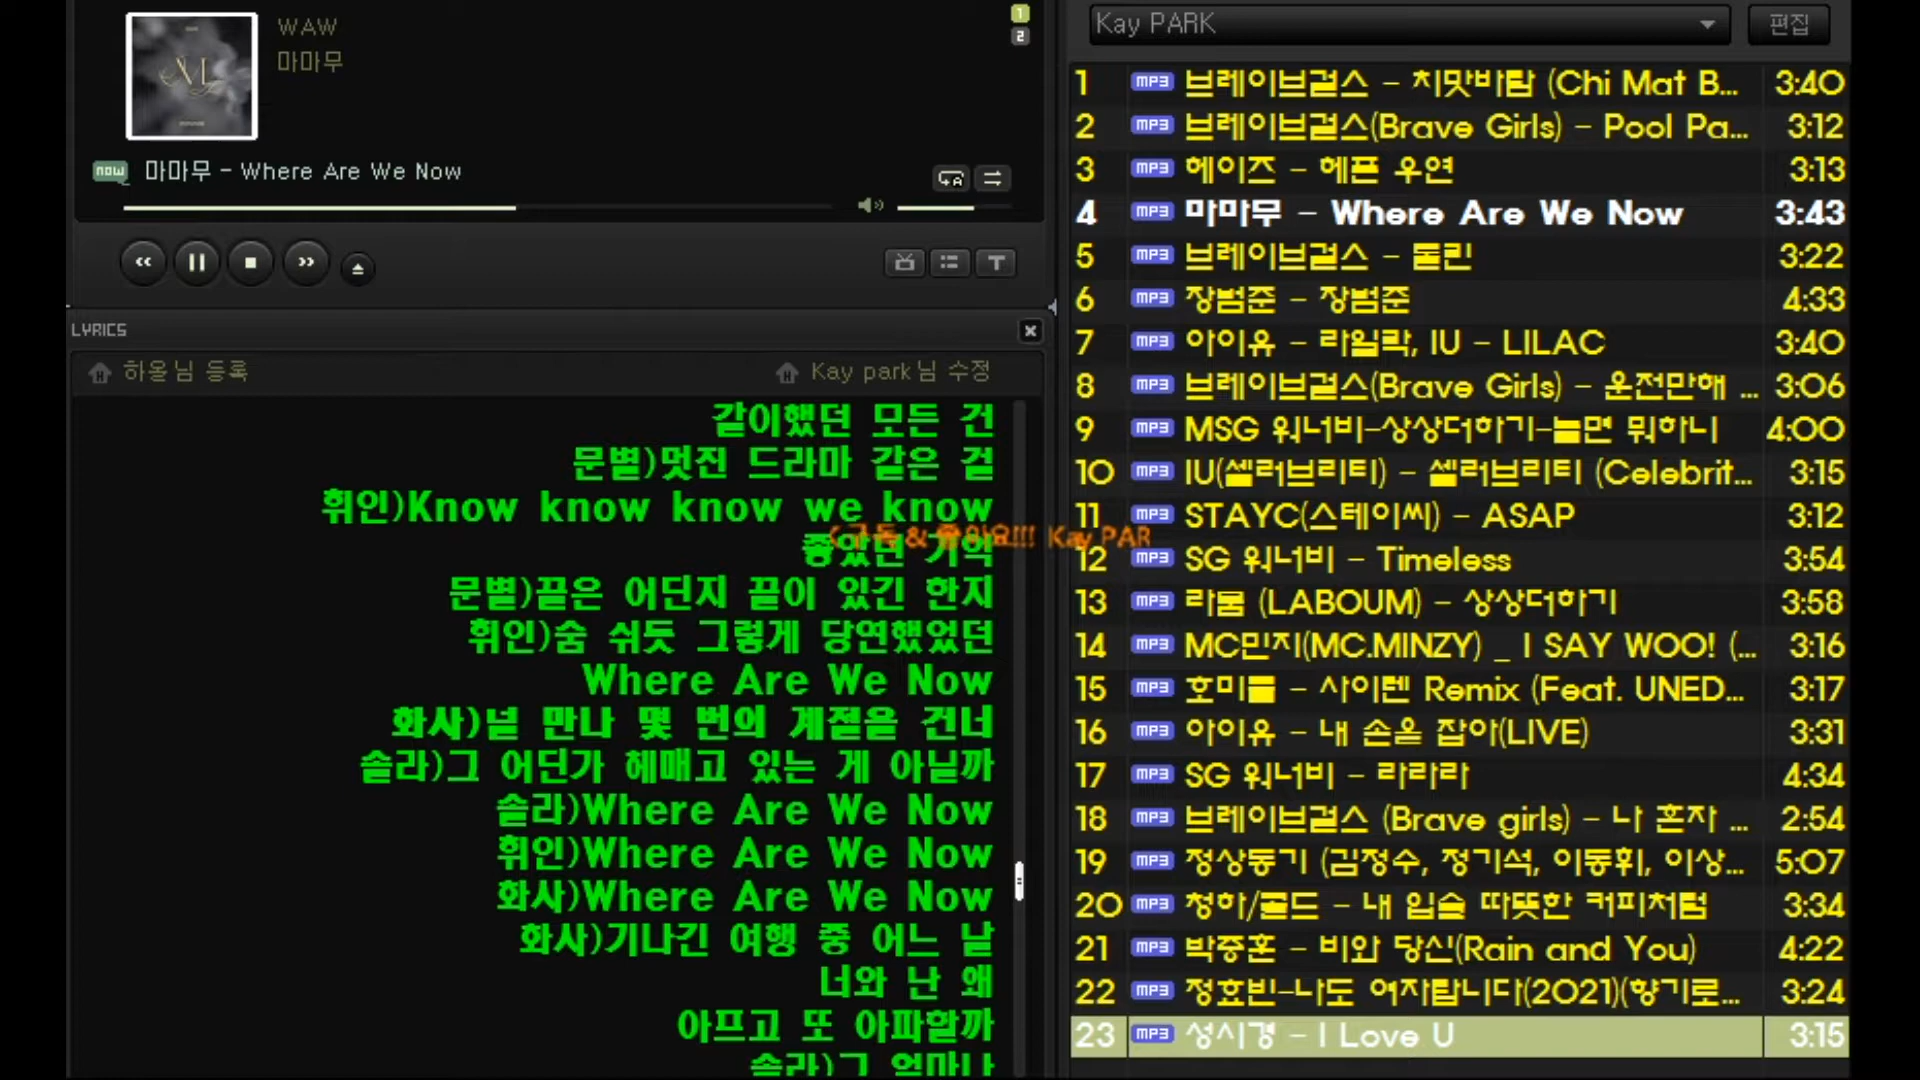 WAW
마마무
1
2
now 마마무 - Where Are We Now
LYRICS
하울님 등록
Kay park님 수정
같이했던 모든 건
문별)멋진 드라마 같은 걸
휘인)Know know know we know
좋았던 기억
문별)끝은 어딘지 끝이 있긴 한지
휘인)숨 쉬듯 그렇게 당연했었던
Where Are We Now
화사)널 만나 몇 번의 계절을 건너
솔라)그 어딘가 헤매고 있는 게 아닐까
솔라)Where Are We Now
휘인)Where Are We Now
화사)Where Are We Now
화사)기나긴 여행 중 어느 날
너와 난 왜
아프고 또 아파할까
솔라)그 얼마나
구독 & 좋아요!!! Kay PAR
Kay PARK
편집
1 MP3 브레이브걸스 - 치맛바람 (Chi Mat B... 3:40
2 MP3 브레이브걸스(Brave Girls) - Pool Pa... 3:12
3 MP3 헤이즈 - 헤픈 우연 3:13
4 MP3 마마무 - Where Are We Now 3:43
5 MP3 브레이브걸스 - 돌린 3:22
6 MP3 장범준 - 장범준 4:33
7 MP3 아이유 - 라일락, IU - LILAC 3:40
8 MP3 브레이브걸스(Brave Girls) - 운전만해 ... 3:06
9 MP3 MSG 워너비-상상더하기-놀면 뭐하니 4:00
10 MP3 IU(셀러브리티) - 셀러브리티 (Celebrit... 3:15
11 MP3 STAYC(스테이씨) - ASAP 3:12
12 MP3 SG 워너비 - Timeless 3:54
13 MP3 라붐 (LABOUM) - 상상더하기 3:58
14 MP3 MC민지(MC.MINZY) _ I SAY WOO! (... 3:16
15 MP3 호미들 - 사이렌 Remix (Feat. UNED... 3:17
16 MP3 아이유 - 내 손을 잡아(LIVE) 3:31
17 MP3 SG 워너비 - 라라라 4:34
18 MP3 브레이브걸스 (Brave girls) - 나 혼자 ... 2:54
19 MP3 정상동기 (김정수, 정기석, 이동휘, 이상... 5:07
20 MP3 청하/콜드 - 내 입술 따뜻한 커피처럼 3:34
21 MP3 박중훈 - 비와 당신(Rain and You) 4:22
22 MP3 정효빈-나도 여자랍니다(2021)(향기로... 3:24
23 MP3 성시경 - I Love U 3:15